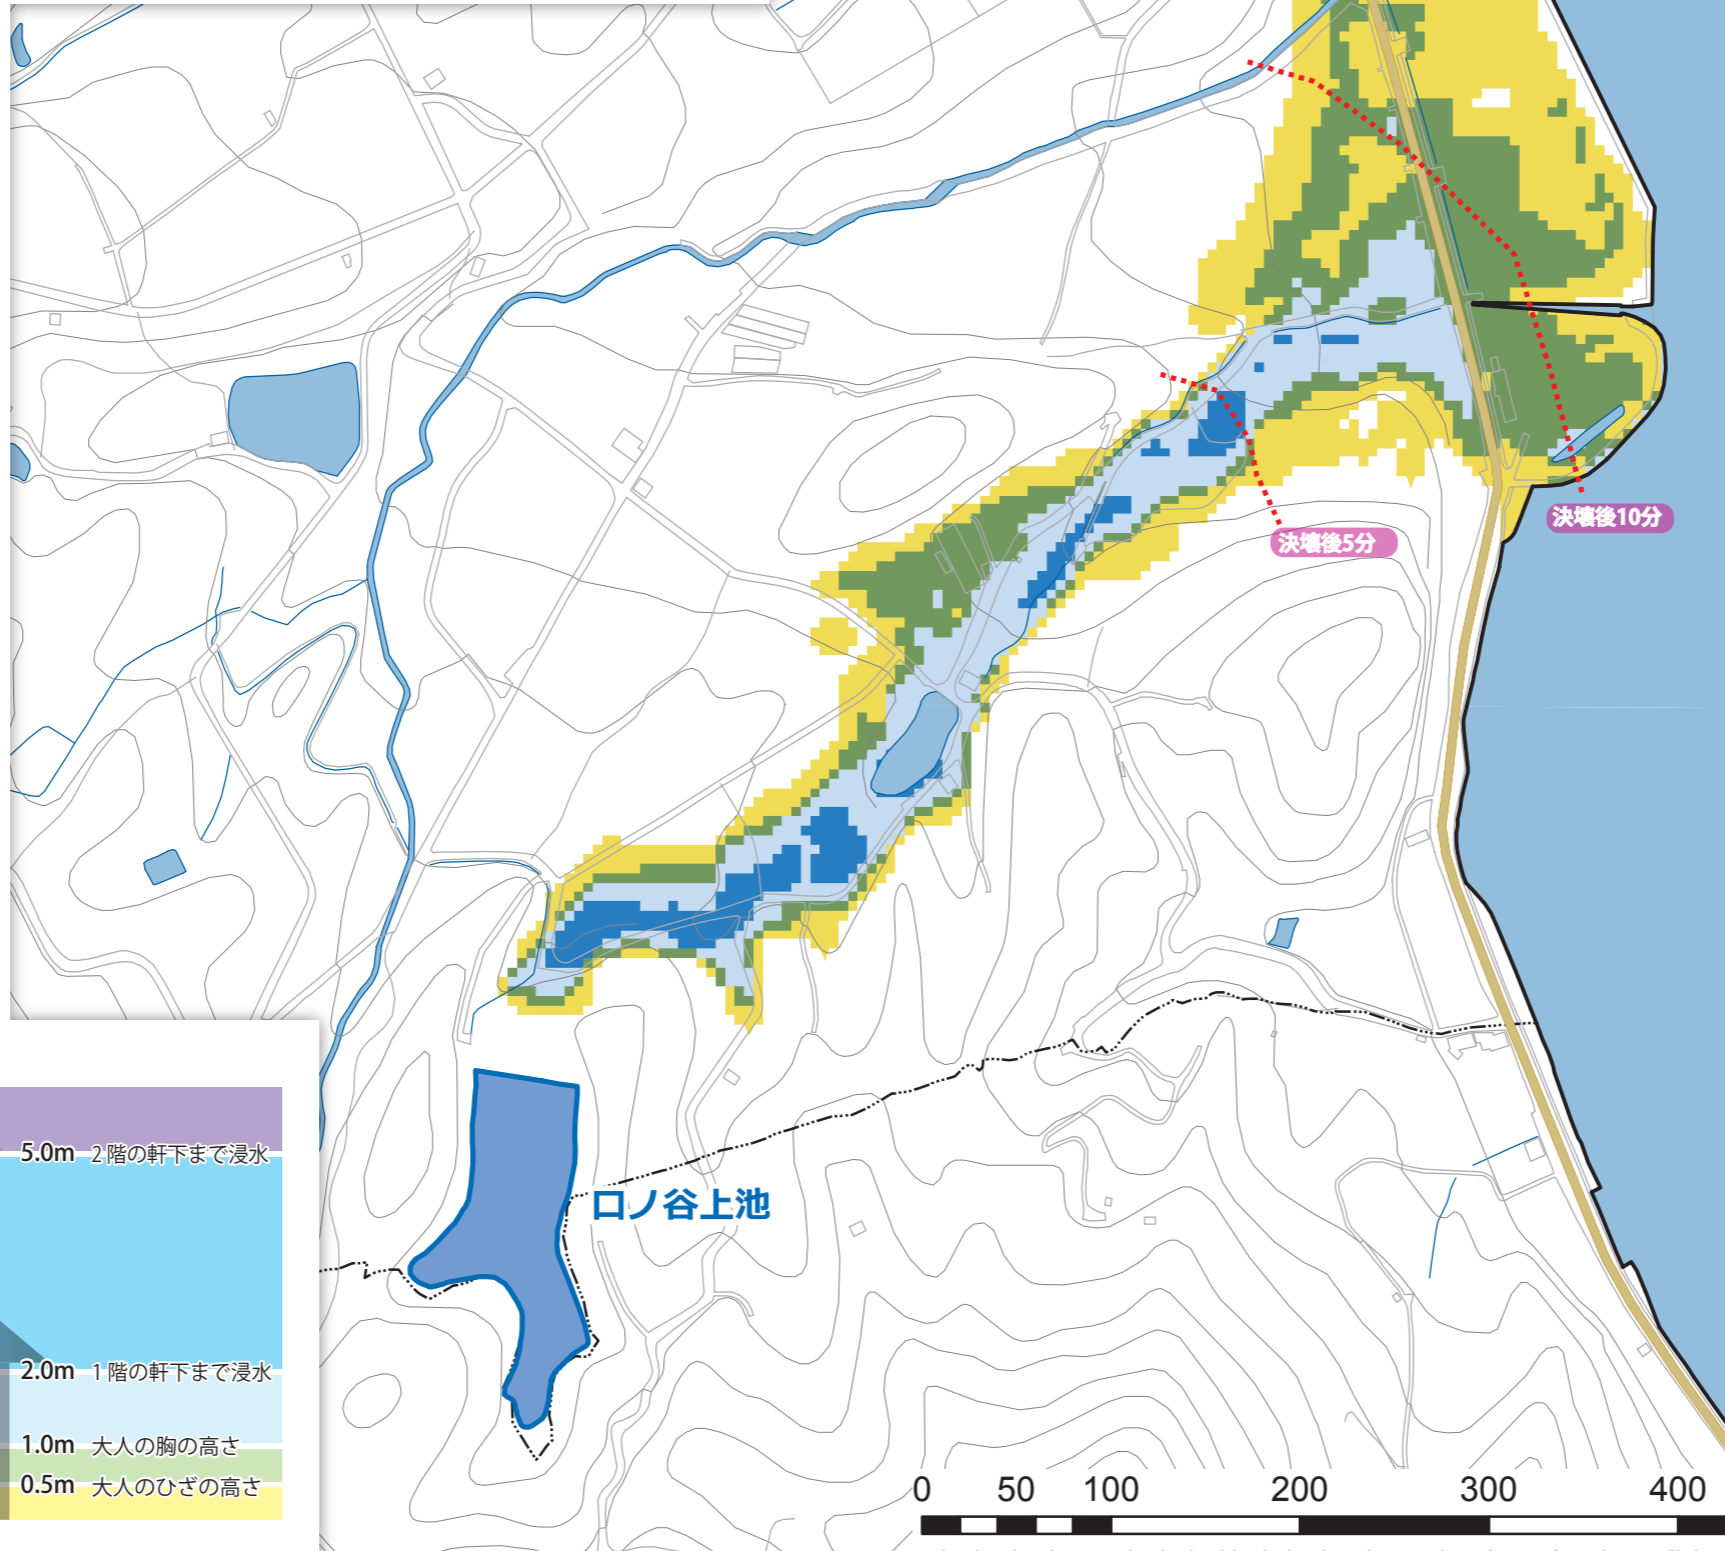 決壊後10分
決壊後5分
口ノ谷上池
5.0m 2階の軒下まで浸水
2.0m 1階の軒下まで浸水
1.0m 大人の胸の高さ
0.5m 大人のひざの高さ
0 50 100 200 300 400